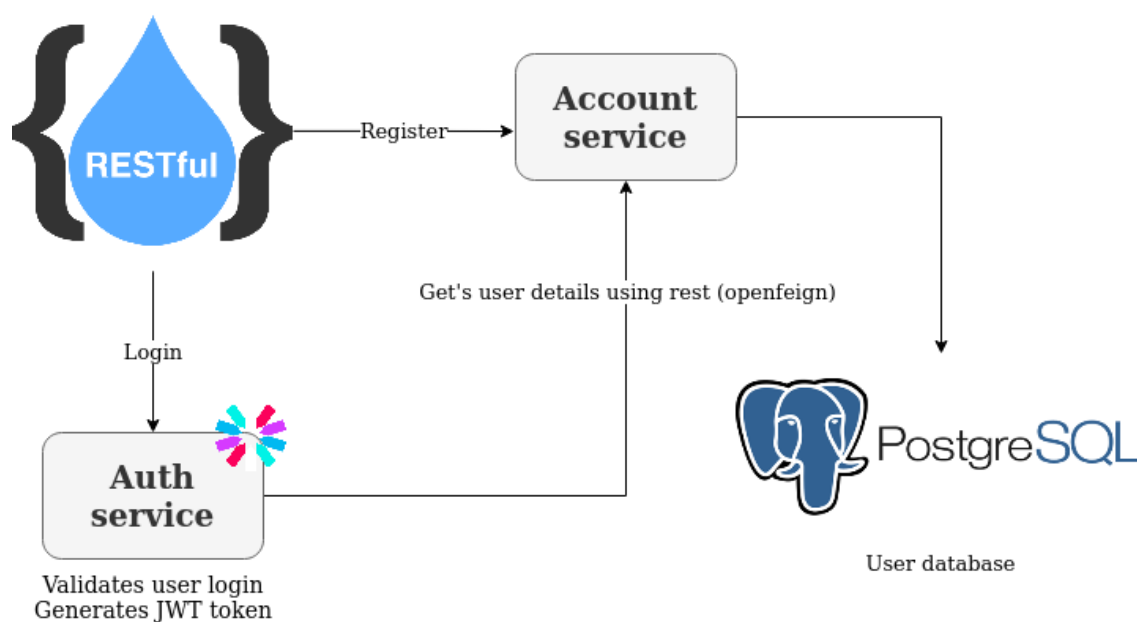 RESTful
Register
Account
service
Get's user details using rest (openfeign)
Login
Auth
service
Validates user login
Generates JWT token
PostgreSQL
User database